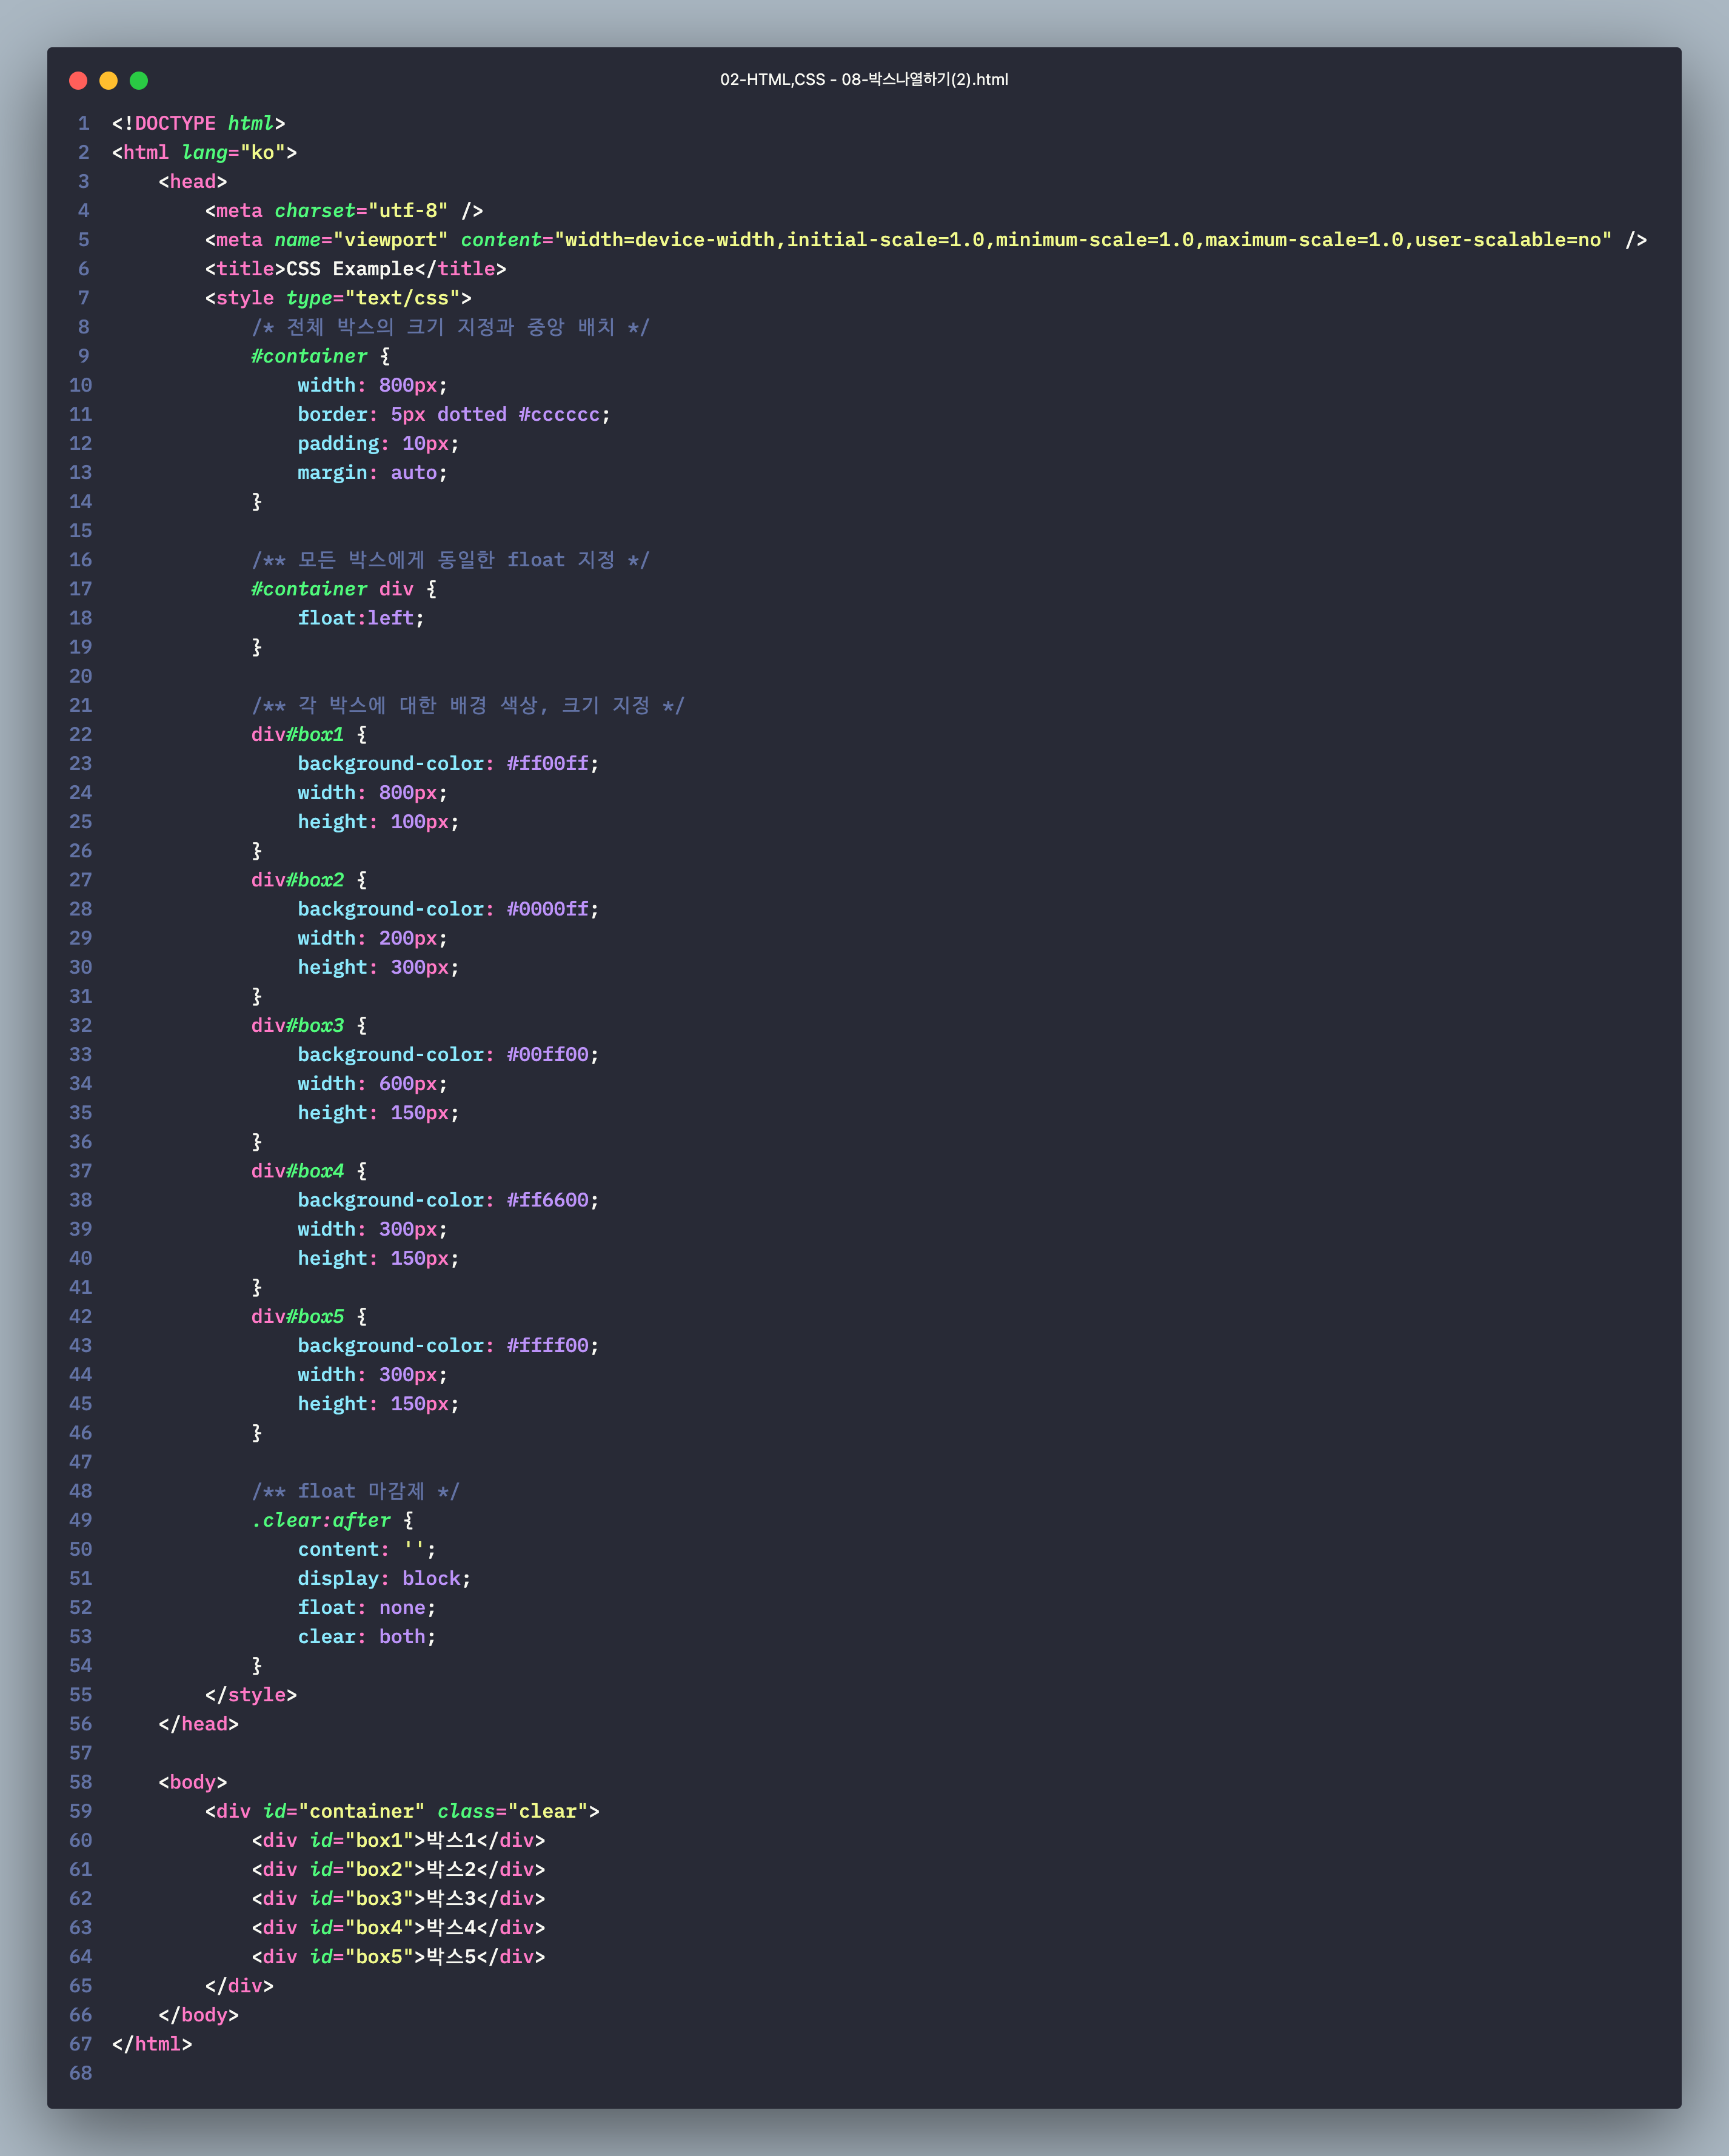 02-HTML,CSS - 08-박스나열하기(2).html
1 <!DOCTYPE html>
2 <html lang="ko">
3     <head>
4         <meta charset="utf-8" />
5         <meta name="viewport" content="width=device-width,initial-scale=1.0,minimum-scale=1.0,maximum-scale=1.0,user-scalable=no" />
6         <title>CSS Example</title>
7         <style type="text/css">
8             /* 전체 박스의 크기 지정과 중앙 배치 */
9             #container {
10                 width: 800px;
11                 border: 5px dotted #cccccc;
12                 padding: 10px;
13                 margin: auto;
14             }
15
16             /** 모든 박스에게 동일한 float 지정 */
17             #container div {
18                 float:left;
19             }
20
21             /** 각 박스에 대한 배경 색상, 크기 지정 */
22             div#box1 {
23                 background-color: #ff00ff;
24                 width: 800px;
25                 height: 100px;
26             }
27             div#box2 {
28                 background-color: #0000ff;
29                 width: 200px;
30                 height: 300px;
31             }
32             div#box3 {
33                 background-color: #00ff00;
34                 width: 600px;
35                 height: 150px;
36             }
37             div#box4 {
38                 background-color: #ff6600;
39                 width: 300px;
40                 height: 150px;
41             }
42             div#box5 {
43                 background-color: #ffff00;
44                 width: 300px;
45                 height: 150px;
46             }
47
48             /** float 마감제 */
49             .clear:after {
50                 content: '';
51                 display: block;
52                 float: none;
53                 clear: both;
54             }
55         </style>
56     </head>
57
58     <body>
59         <div id="container" class="clear">
60             <div id="box1">박스1</div>
61             <div id="box2">박스2</div>
62             <div id="box3">박스3</div>
63             <div id="box4">박스4</div>
64             <div id="box5">박스5</div>
65         </div>
66     </body>
67 </html>
68